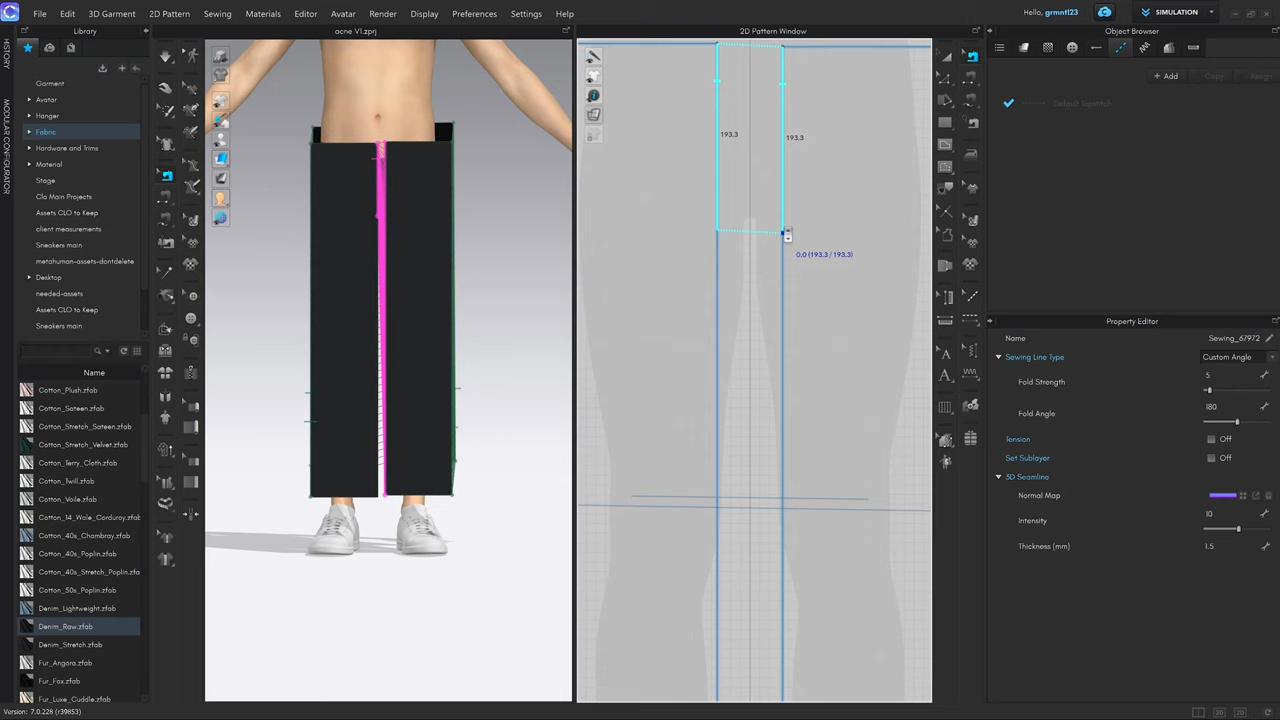 File
Edit
3D Garment
2D Pattern
Sewing
Materials
Editor
Avatar
Render
Display
Preferences
Settings
Help
Hello, grmntl23
SIMULATION
HISTORY
MODULAR CONFIGURATOR
Library
acne V1.zprj
2D Pattern Window
Object Browser
Garment
Avatar
Hanger
Fabric
Hardware and Trims
Material
Stage
Clo Main Projects
Assets CLO to Keep
client measurements
Sneakers main
metahuman-assets-dontdelete
Desktop
needed-assets
Assets CLO to Keep
Sneakers main
Name
Cotton_Plush.zfab
Cotton_Sateen.zfab
Cotton_Stretch_Sateen.zfab
Cotton_Stretch_Velvet.zfab
Cotton_Terry_Cloth.zfab
Cotton_Twill.zfab
Cotton_Voile.zfab
Cotton_14_Wale_Corduroy.zfab
Cotton_40s_Chambray.zfab
Cotton_40s_Poplin.zfab
Cotton_40s_Stretch_Poplin.zfa
Cotton_50s_Poplin.zfab
Denim_Lightweight.zfab
Denim_Raw.zfab
Denim_Stretch.zfab
Fur_Angora.zfab
Fur_Fox.zfab
Fur_Luxe_Cuddle.zfab
193.3
193.3
0.0 (193.3 / 193.3)
+ Add
Copy
Assign
Default Topstitch
Property Editor
Name
Sewing_67972
Sewing Line Type
Custom Angle
Fold Strength
5
Fold Angle
180
Tension
Off
Set Sublayer
Off
3D Seamline
Normal Map
Intensity
10
Thickness (mm)
1.5
Version: 7.0.228 (r39853)
3D
2D